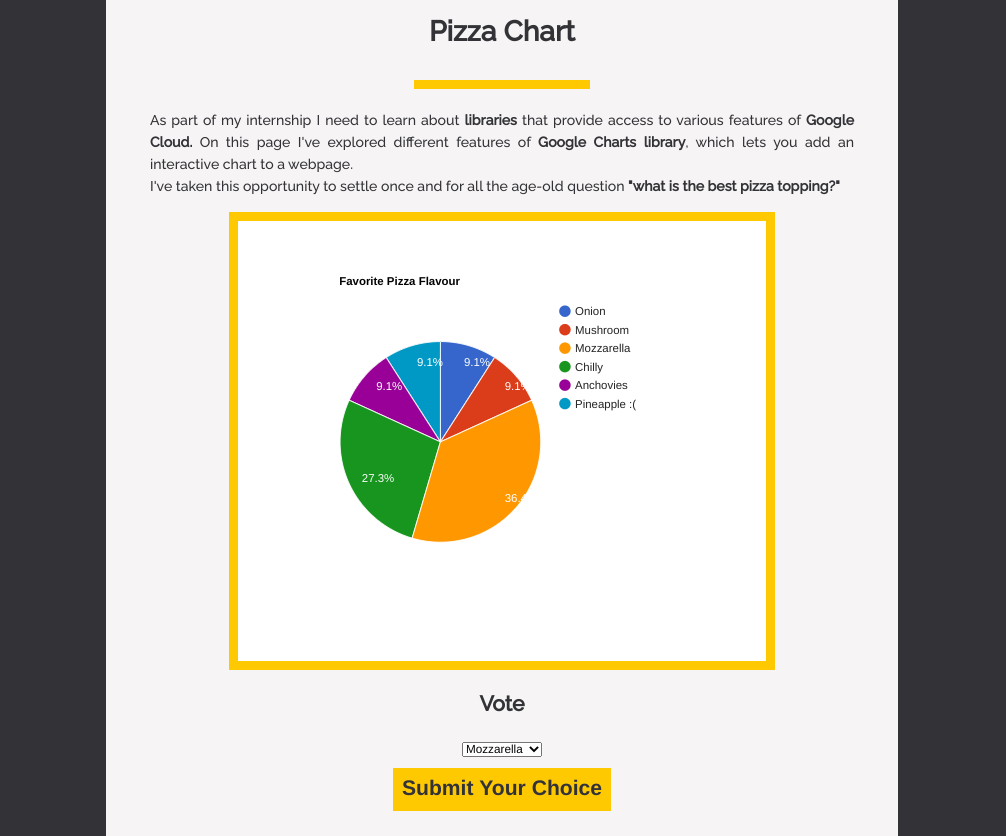 Pizza Chart
As part of my internship I need to learn about libraries that provide access to various features of Google
Cloud. On this page I've explored different features of Google Charts library, which lets you add an
interactive chart to a webpage.
I've taken this opportunity to settle once and for all the age-old question "what is the best pizza topping?"
Favorite Pizza Flavour
Onion
Mushroom
Mozzarella
Chilly
Anchovies
Pineapple :(
9.1% 9.1%
9.1% 9.1%
27.3%
36.
Vote
Mozzarella
Submit Your Choice